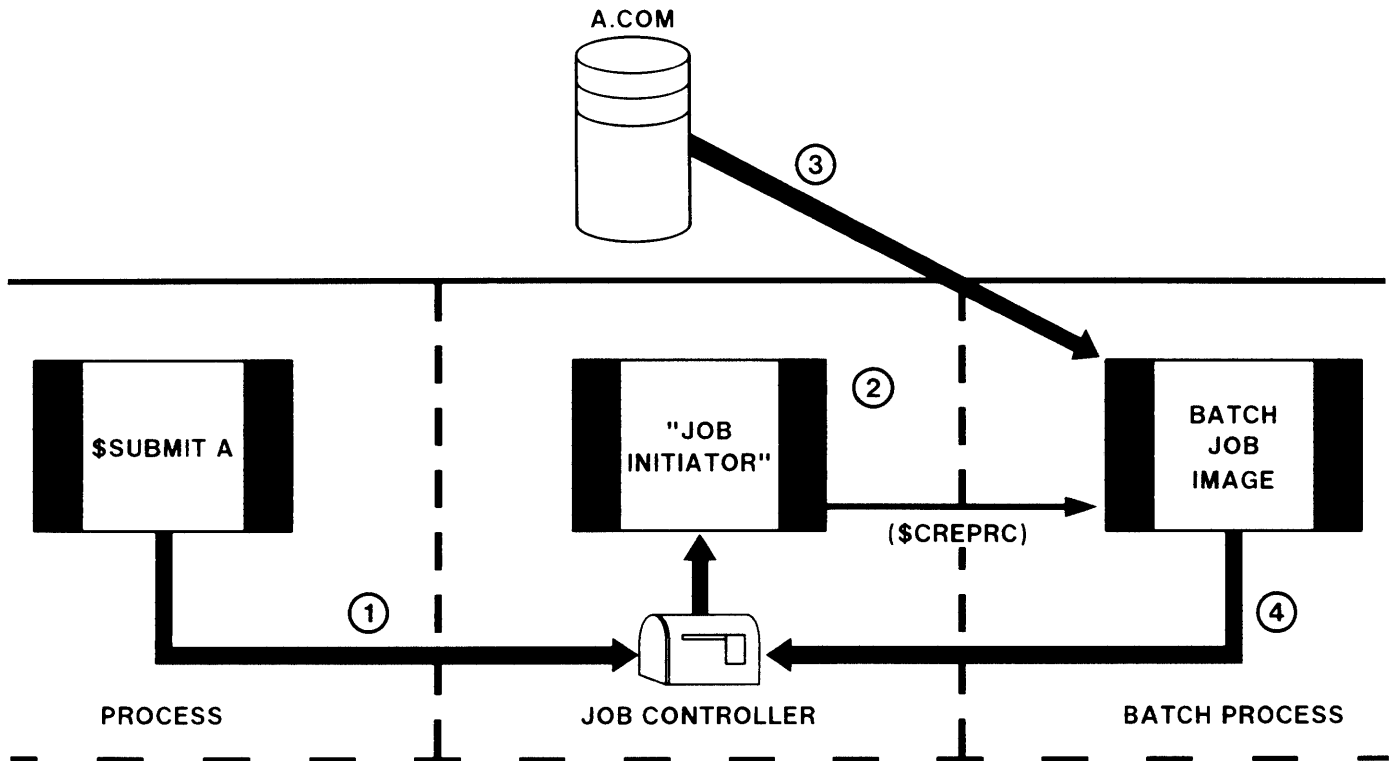 A.COM
3
$SUBMIT A
"JOB
INITIATOR"
2
BATCH
JOB
IMAGE
($CREPRC)
1
4
PROCESS
JOB CONTROLLER
BATCH PROCESS